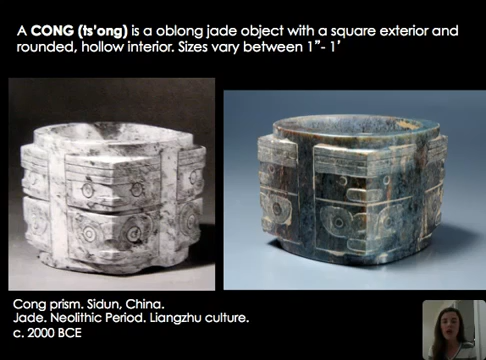 A CONG (ts'ong) is a oblong jade object with a square exterior and
rounded, hollow interior. Sizes vary between 1”- 1’
Cong prism. Sidun, China.
Jade. Neolithic Period. Liangzhu culture.
c. 2000 BCE